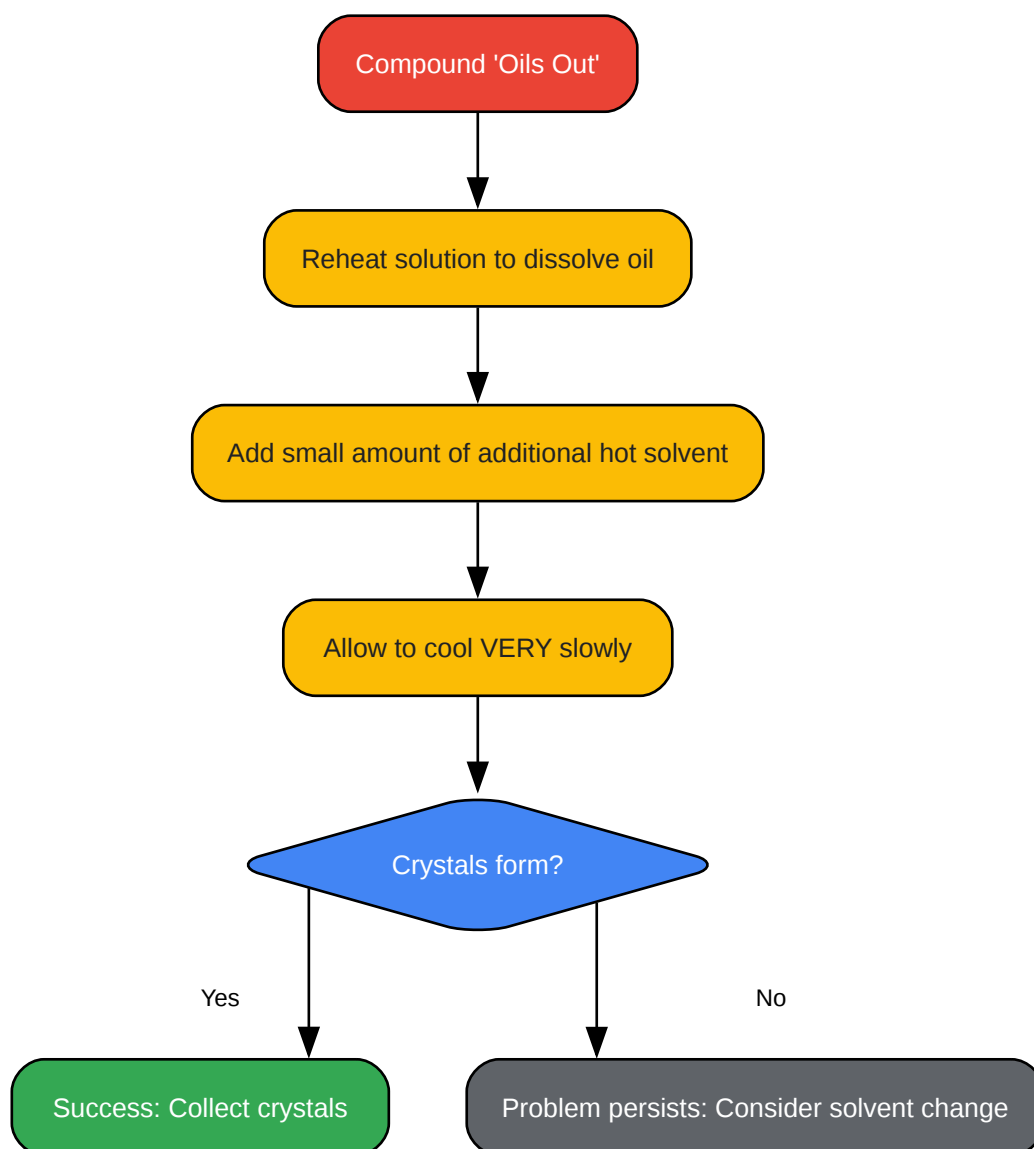 Compound 'Oils Out'
Reheat solution to dissolve oil
Add small amount of additional hot solvent
Allow to cool VERY slowly
Crystals form?
Yes
No
Success: Collect crystals
Problem persists: Consider solvent change